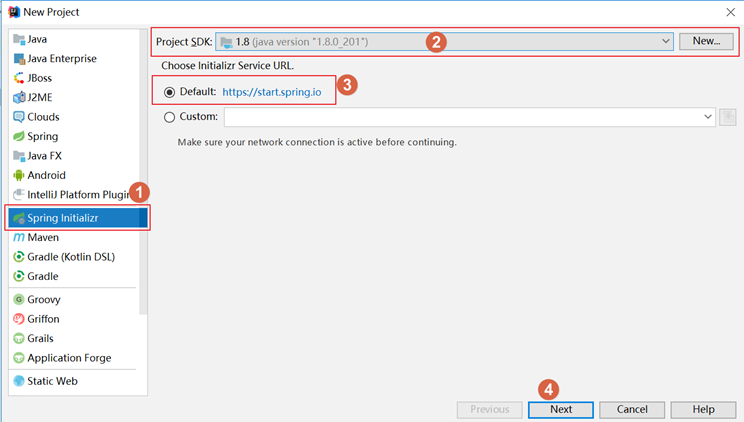 New Project
Java
Java Enterprise
JBoss
J2ME
Clouds
Spring
Java FX
Android
IntelliJ Platform Plugin
1
Spring Initializr
Maven
Gradle (Kotlin DSL)
Gradle
Groovy
Griffon
Grails
Application Forge
Static Web
Project SDK: 1.8 (java version "1.8.0_201") 2 New...
Choose Initializr Service URL.
3
Default: https://start.spring.io
Custom:
Make sure your network connection is active before continuing.
4
Previous Next Cancel Help